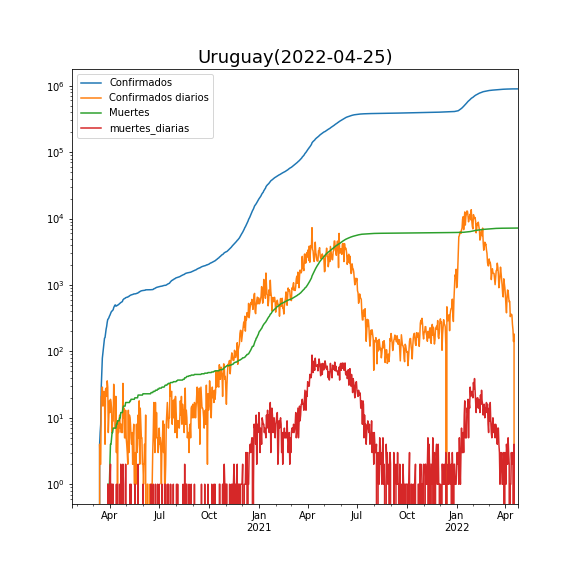 Uruguay(2022-04-25)
Confirmados
Confirmados diarios
Muertes
muertes_diarias
10^6
10^5
10^4
10^3
10^2
10^1
10^0
Apr Jul Oct Jan Apr Jul Oct Jan Apr
2021 2022